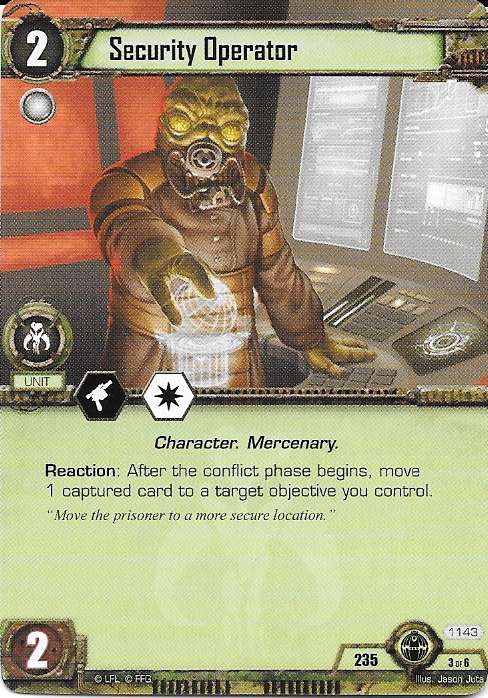 2
Security Operator
UNIT
Character. Mercenary.
Reaction: After the conflict phase begins, move
1 captured card to a target objective you control.
“Move the prisoner to a more secure location.”
2
235
1143
3 OF 6
© LFL © FFG
Illus. Jason Juta